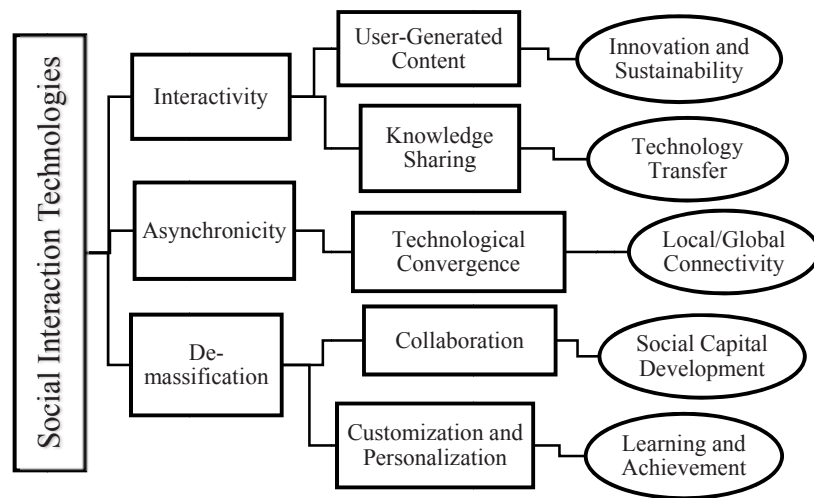 Social Interaction Technologies
Interactivity
User-Generated
Content
Innovation and
Sustainability
Knowledge
Sharing
Technology
Transfer
Asynchronicity
Technological
Convergence
Local/Global
Connectivity
De-
massification
Collaboration
Social Capital
Development
Customization and
Personalization
Learning and
Achievement